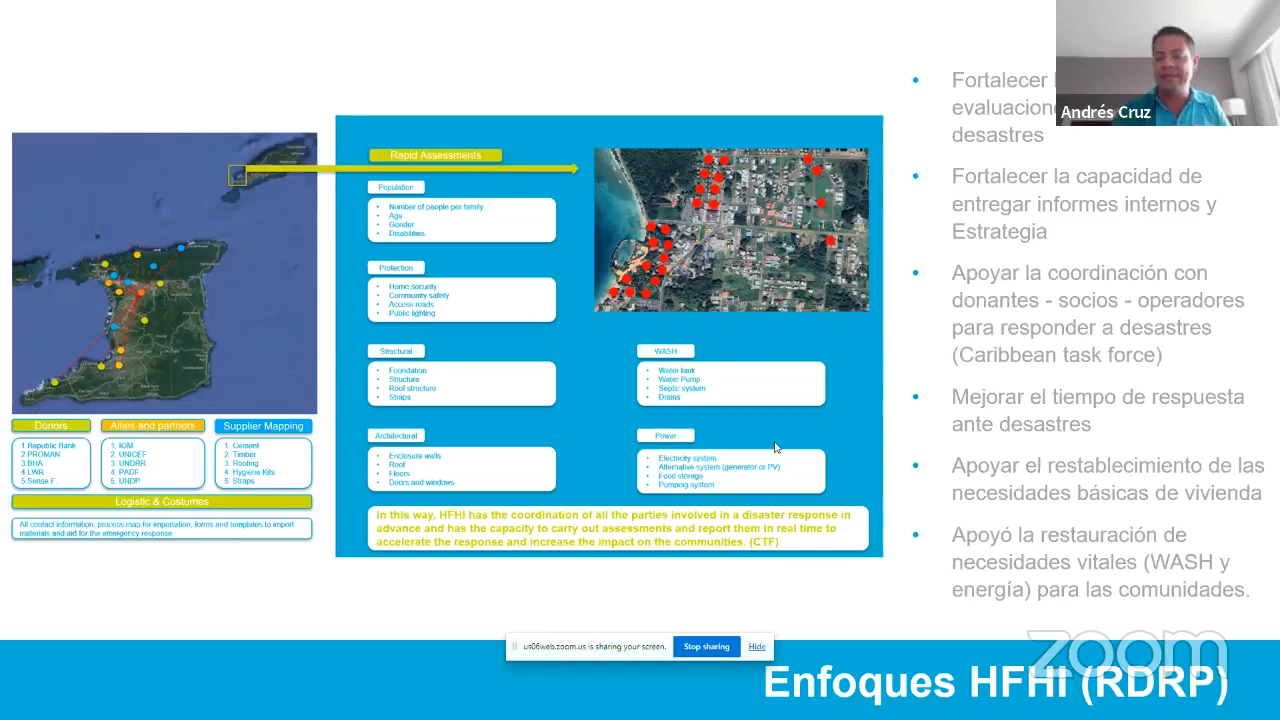 Andrés Cruz
Rapid Assessments
Population
• Number of people per family
• Age
• Gender
• Disabilities
Protection
• Home security
• Community safety
• Access roads
• Public lighting
Structural
• Foundation
• Structure
• Roof structure
• Straps
WASH
• Water tank
• Water Pump
• Septic system
• Drains
Architectural
• Enclosure walls
• Roof
• Floors
• Doors and windows
Power
• Electricity system
• Alternative system (generator or PV)
• Food storage
• Pumping system
In this way, HFHI has the coordination of all the parties involved in a disaster response in
advance and has the capacity to carry out assessments and report them in real time to
accelerate the response and increase the impact on the communities. (CTF)
Donors
1 Republic Bank
2.PROMAN
3.BHA
4.LWR
5.Sense F.
Allies and partners
1. IOM
2. UNICEF
3. UNDRR
4. PADF
5. UNDP
Supplier Mapping
1 Cement
2. Timber
3. Roofing
4. Hygiene Kits
5 Straps
Logistic & Costumes
All contact information, process map for importation, forms and templates to import
materials and aid for the emergency response
• Fortalecer
evaluacione
desastres
• Fortalecer la capacidad de
entregar informes internos y
Estrategia
• Apoyar la coordinación con
donantes - socios - operadores
para responder a desastres
(Caribbean task force)
• Mejorar el tiempo de respuesta
ante desastres
• Apoyar el restablecimiento de las
necesidades básicas de vivienda
• Apoyó la restauración de
necesidades vitales (WASH y
energía) para las comunidades.
us06web.zoom.us is sharing your screen.
Stop sharing
Hide
zoom
Enfoques HFHI (RDRP)